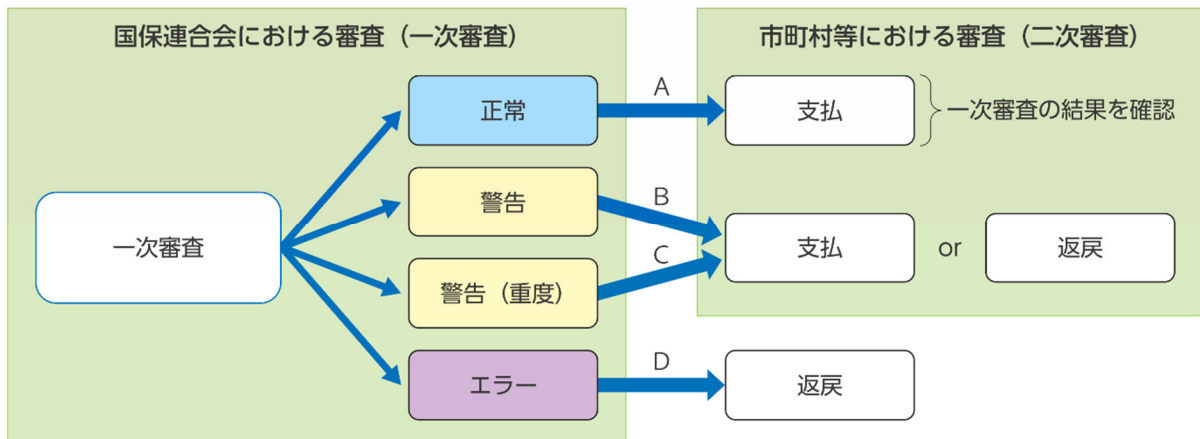 国保連合会における審査（一次審査）
市町村等における審査（二次審査）
一次審査
正常
A
支払
一次審査の結果を確認
警告
B
警告（重度）
C
支払
or
返戻
エラー
D
返戻